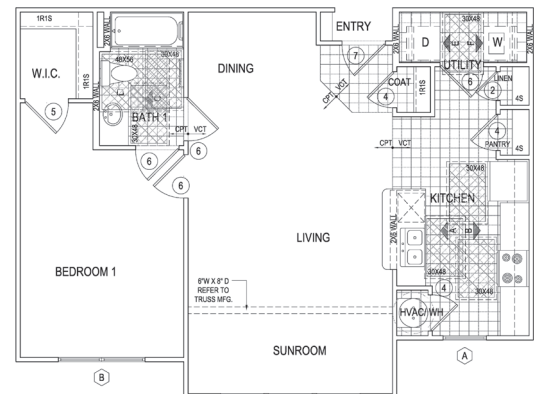 1R1S
W.I.C.
2X6 WALL
5
48X56
30X48
BATH 1
30X48
CPT VCT
6
6
6
DINING
ENTRY
7
CPT VCT
COAT
4
1R1S
2X6 WALL
30X48
D
W
2X6 WALL
E
E
UTILITY
6
LINEN
2
4S
4
PANTRY
4S
CPT VCT
30X48
KITCHEN
2X6 WALL
A
B
30X48
30X48
4
HVAC/WH
LIVING
BEDROOM 1
6"W X 8" D
REFER TO
TRUSS MFG.
SUNROOM
B
A